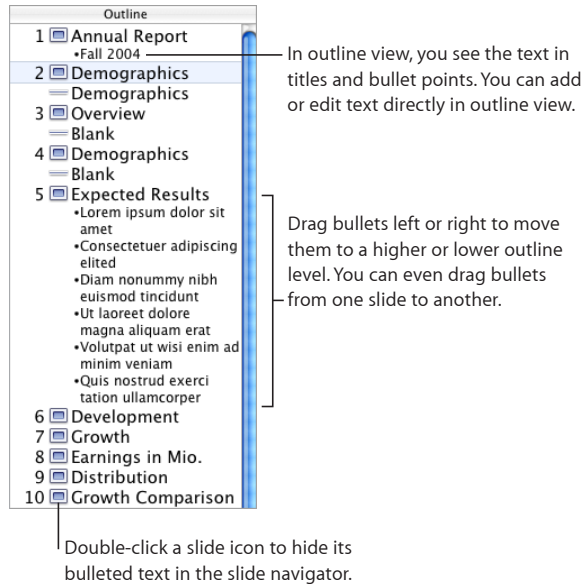 Outline
1 Annual Report
•Fall 2004
2 Demographics
Demographics
3 Overview
Blank
4 Demographics
Blank
5 Expected Results
•Lorem ipsum dolor sit
amet
•Consectetuer adipiscing
elited
•Diam nonummy nibh
euismod tincidunt
•Ut laoreet dolore
magna aliquam erat
•Volutpat ut wisi enim ad
minim veniam
•Quis nostrud exerci
tation ullamcorper
6 Development
7 Growth
8 Earnings in Mio.
9 Distribution
10 Growth Comparison
In outline view, you see the text in
titles and bullet points. You can add
or edit text directly in outline view.
Drag bullets left or right to move
them to a higher or lower outline
level. You can even drag bullets
from one slide to another.
Double-click a slide icon to hide its
bulleted text in the slide navigator.